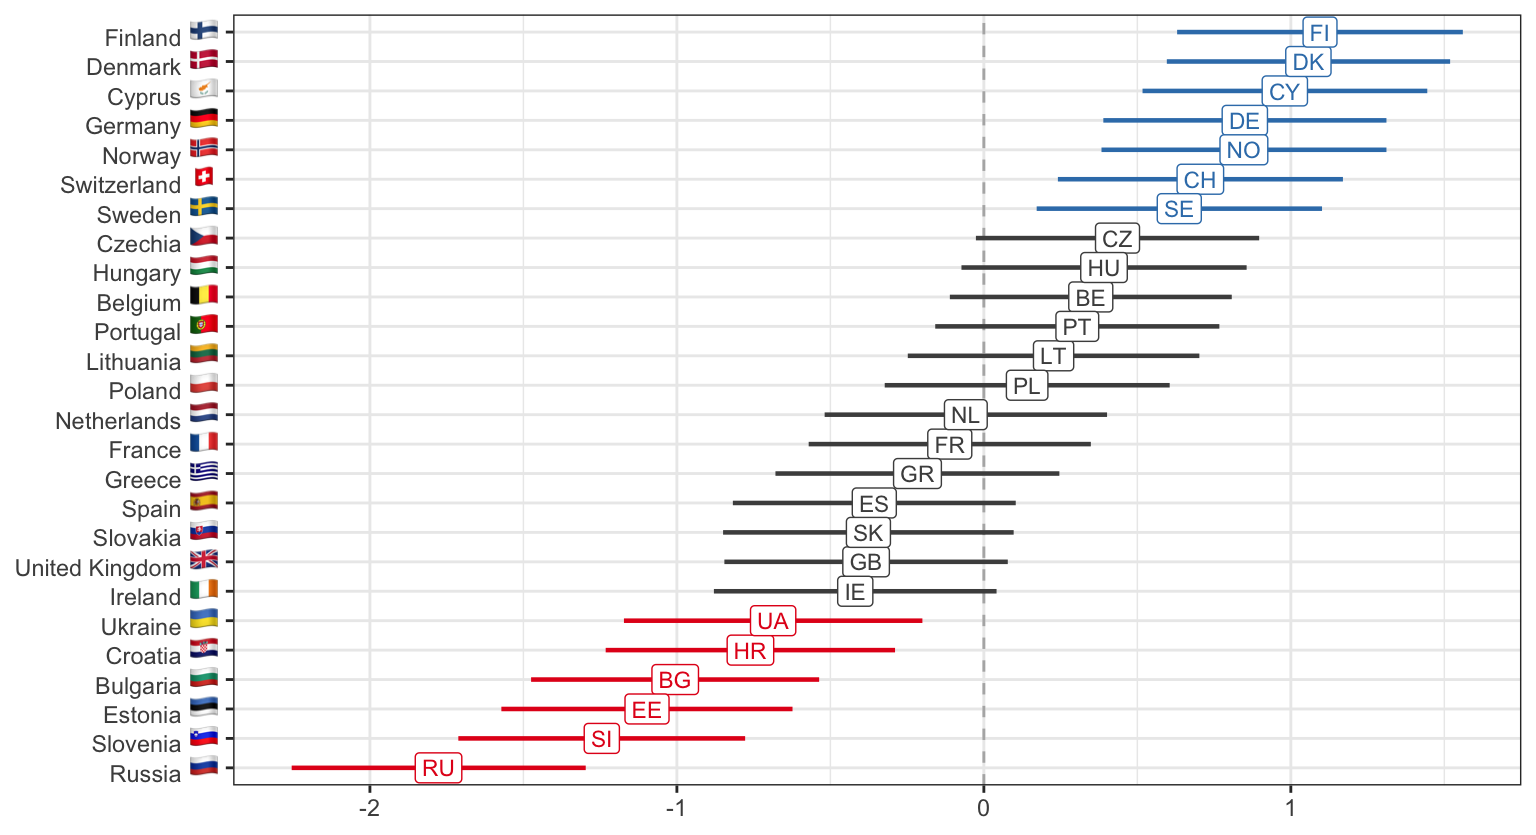 Finland FI
Denmark DK
Cyprus CY
Germany DE
Norway NO
Switzerland CH
Sweden SE
Czechia CZ
Hungary HU
Belgium BE
Portugal PT
Lithuania LT
Poland PL
Netherlands NL
France FR
Greece GR
Spain ES
Slovakia SK
United Kingdom GB
Ireland IE
Ukraine UA
Croatia HR
Bulgaria BG
Estonia EE
Slovenia SI
Russia RU
-2 -1 0 1